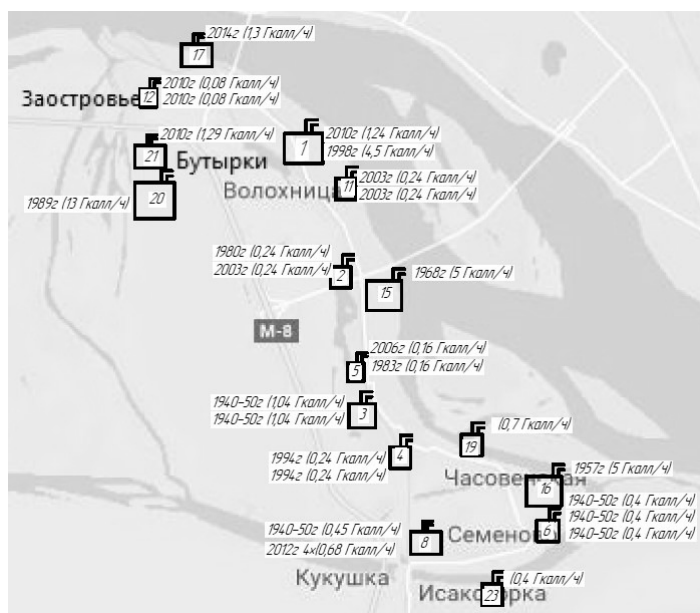 2014г (1,3 Гкалл/ч)
17
2010г (0,08 Гкалл/ч)
Заостровье
12
2010г (0,08 Гкалл/ч)
2010г (1,29 Гкалл/ч)
21
Бутырки
2010г (1,24 Гкалл/ч)
1
1998г (4,5 Гкалл/ч)
2003г (0,24 Гкалл/ч)
Волохница
11
2003г (0,24 Гкалл/ч)
1989г (13 Гкалл/ч)
20
1980г (0,24 Гкалл/ч)
2003г (0,24 Гкалл/ч)
2
1968г (5 Гкалл/ч)
15
М-8
2006г (0,16 Гкалл/ч)
5
1983г (0,16 Гкалл/ч)
1940-50г (1,04 Гкалл/ч)
1940-50г (1,04 Гкалл/ч)
3
(0,7 Гкалл/ч)
19
1994г (0,24 Гкалл/ч)
1994г (0,24 Гкалл/ч)
4
Часовенская
1957г (5 Гкалл/ч)
16
1940-50г (0,4 Гкалл/ч)
1940-50г (0,4 Гкалл/ч)
1940-50г (0,4 Гкалл/ч)
6
1940-50г (0,45 Гкалл/ч)
2012г 4×(0,68 Гкалл/ч)
8
Кукушка
(0,4 Гкалл/ч)
23